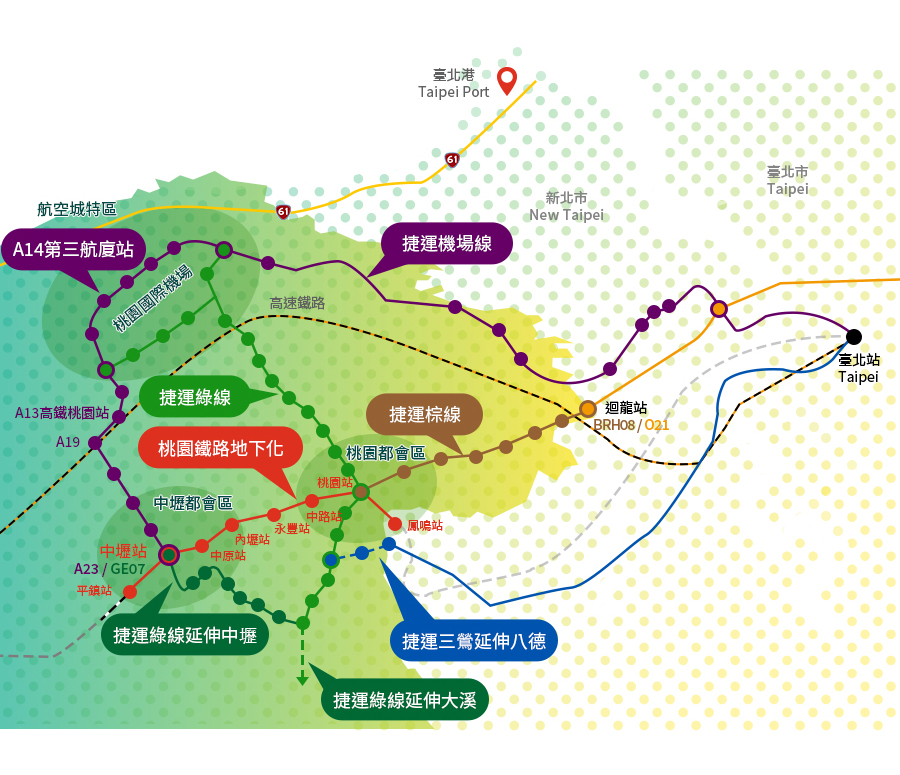 臺北港
Taipei Port
61
臺北市
Taipei
新北市
New Taipei
航空城特區
61
A14第三航廈站
捷運機場線
桃園國際機場
高速鐵路
臺北站
Taipei
捷運綠線
捷運棕線
迴龍站
BRH08 / O21
A13高鐵桃園站
A19
桃園鐵路地下化
桃園都會區
桃園站
中壢都會區
中路站
永豐站
鳳鳴站
內壢站
中原站
中壢站
A23 / GE07
平鎮站
捷運綠線延伸中壢
捷運三鶯延伸八德
捷運綠線延伸大溪